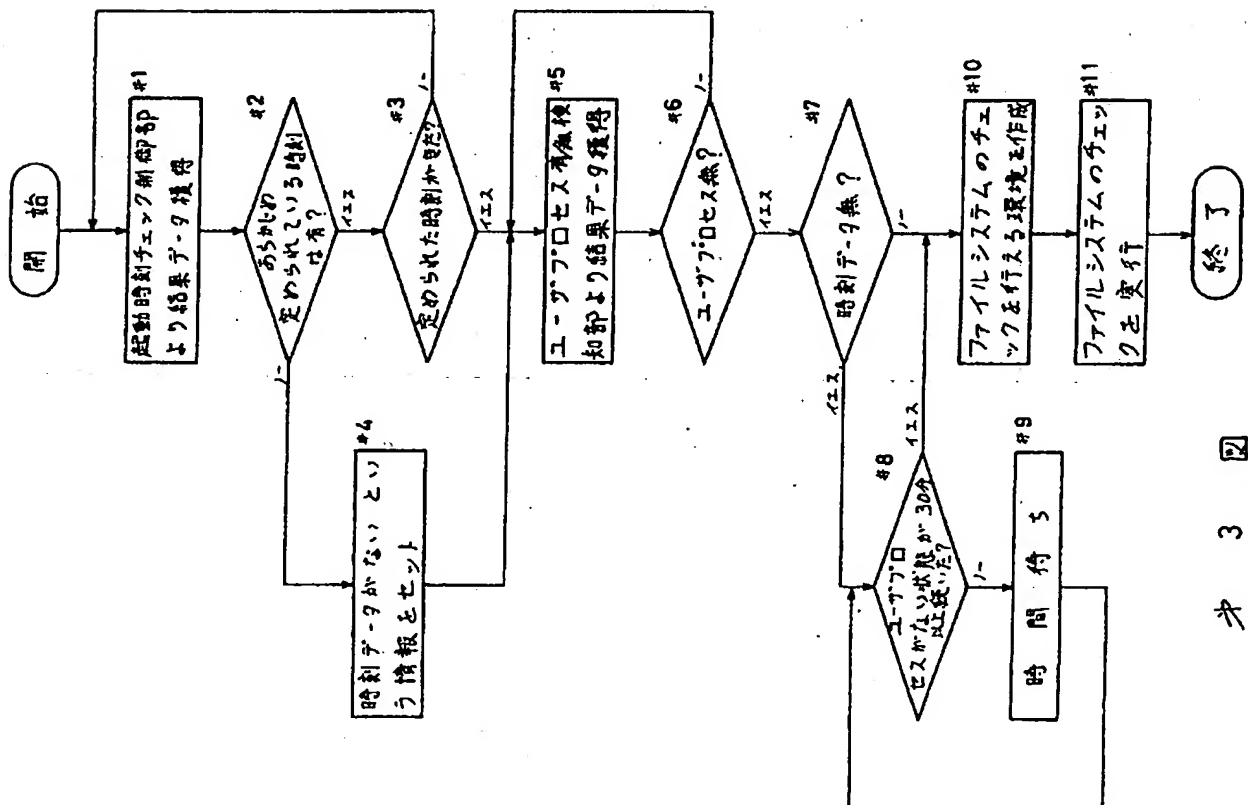 開始
#1
起動時刻チェック制御部
より結果データ獲得
#2
あらかじめ
定められている時刻
は有?
ノー
イエス
#3
定められた時刻がきた?
ノー
イエス
#4
時刻データがないとい
う情報をセット
#5
ユーザプロセス有無検
知部より結果データ獲得
#6
ユーザプロセス無?
ノー
イエス
#7
時刻データ無?
イエス
ノー
#8
ユーザプロ
セスがない状態が30分
以上続いた?
イエス
ノー
#9
時間待ち
#10
ファイルシステムのチェ
ックを行える環境を作成
#11
ファイルシステムのチェッ
クを実行
終了
第3図